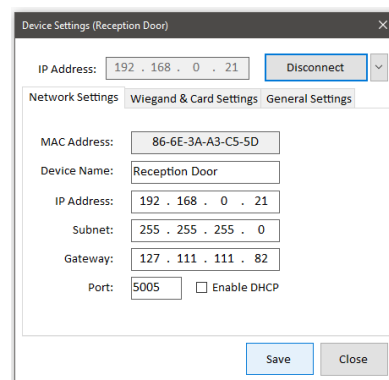 Device Settings (Reception Door)
IP Address: 192 . 168 . 0 . 21 Disconnect
Network Settings Wiegand & Card Settings General Settings
MAC Address: 86-6E-3A-A3-C5-5D
Device Name: Reception Door
IP Address: 192 . 168 . 0 . 21
Subnet: 255 . 255 . 255 . 0
Gateway: 127 . 111 . 111 . 82
Port: 5005 Enable DHCP
Save Close